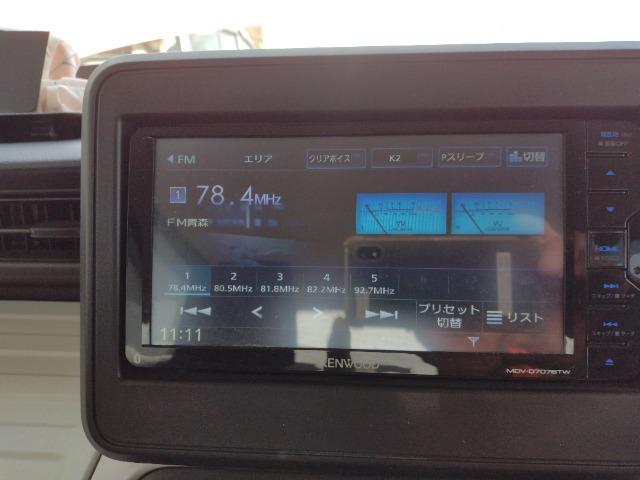 FM エリア クリアボイス K2 Pスリープ 切替
1 78.4MHz
FM青森
VU VU
1 2 3 4 5
78.4MHz 80.5MHz 81.8MHz 82.2MHz 92.7MHz
プリセット切替 リスト
11:11
KENWOOD
MDV-D707BTW
HOME